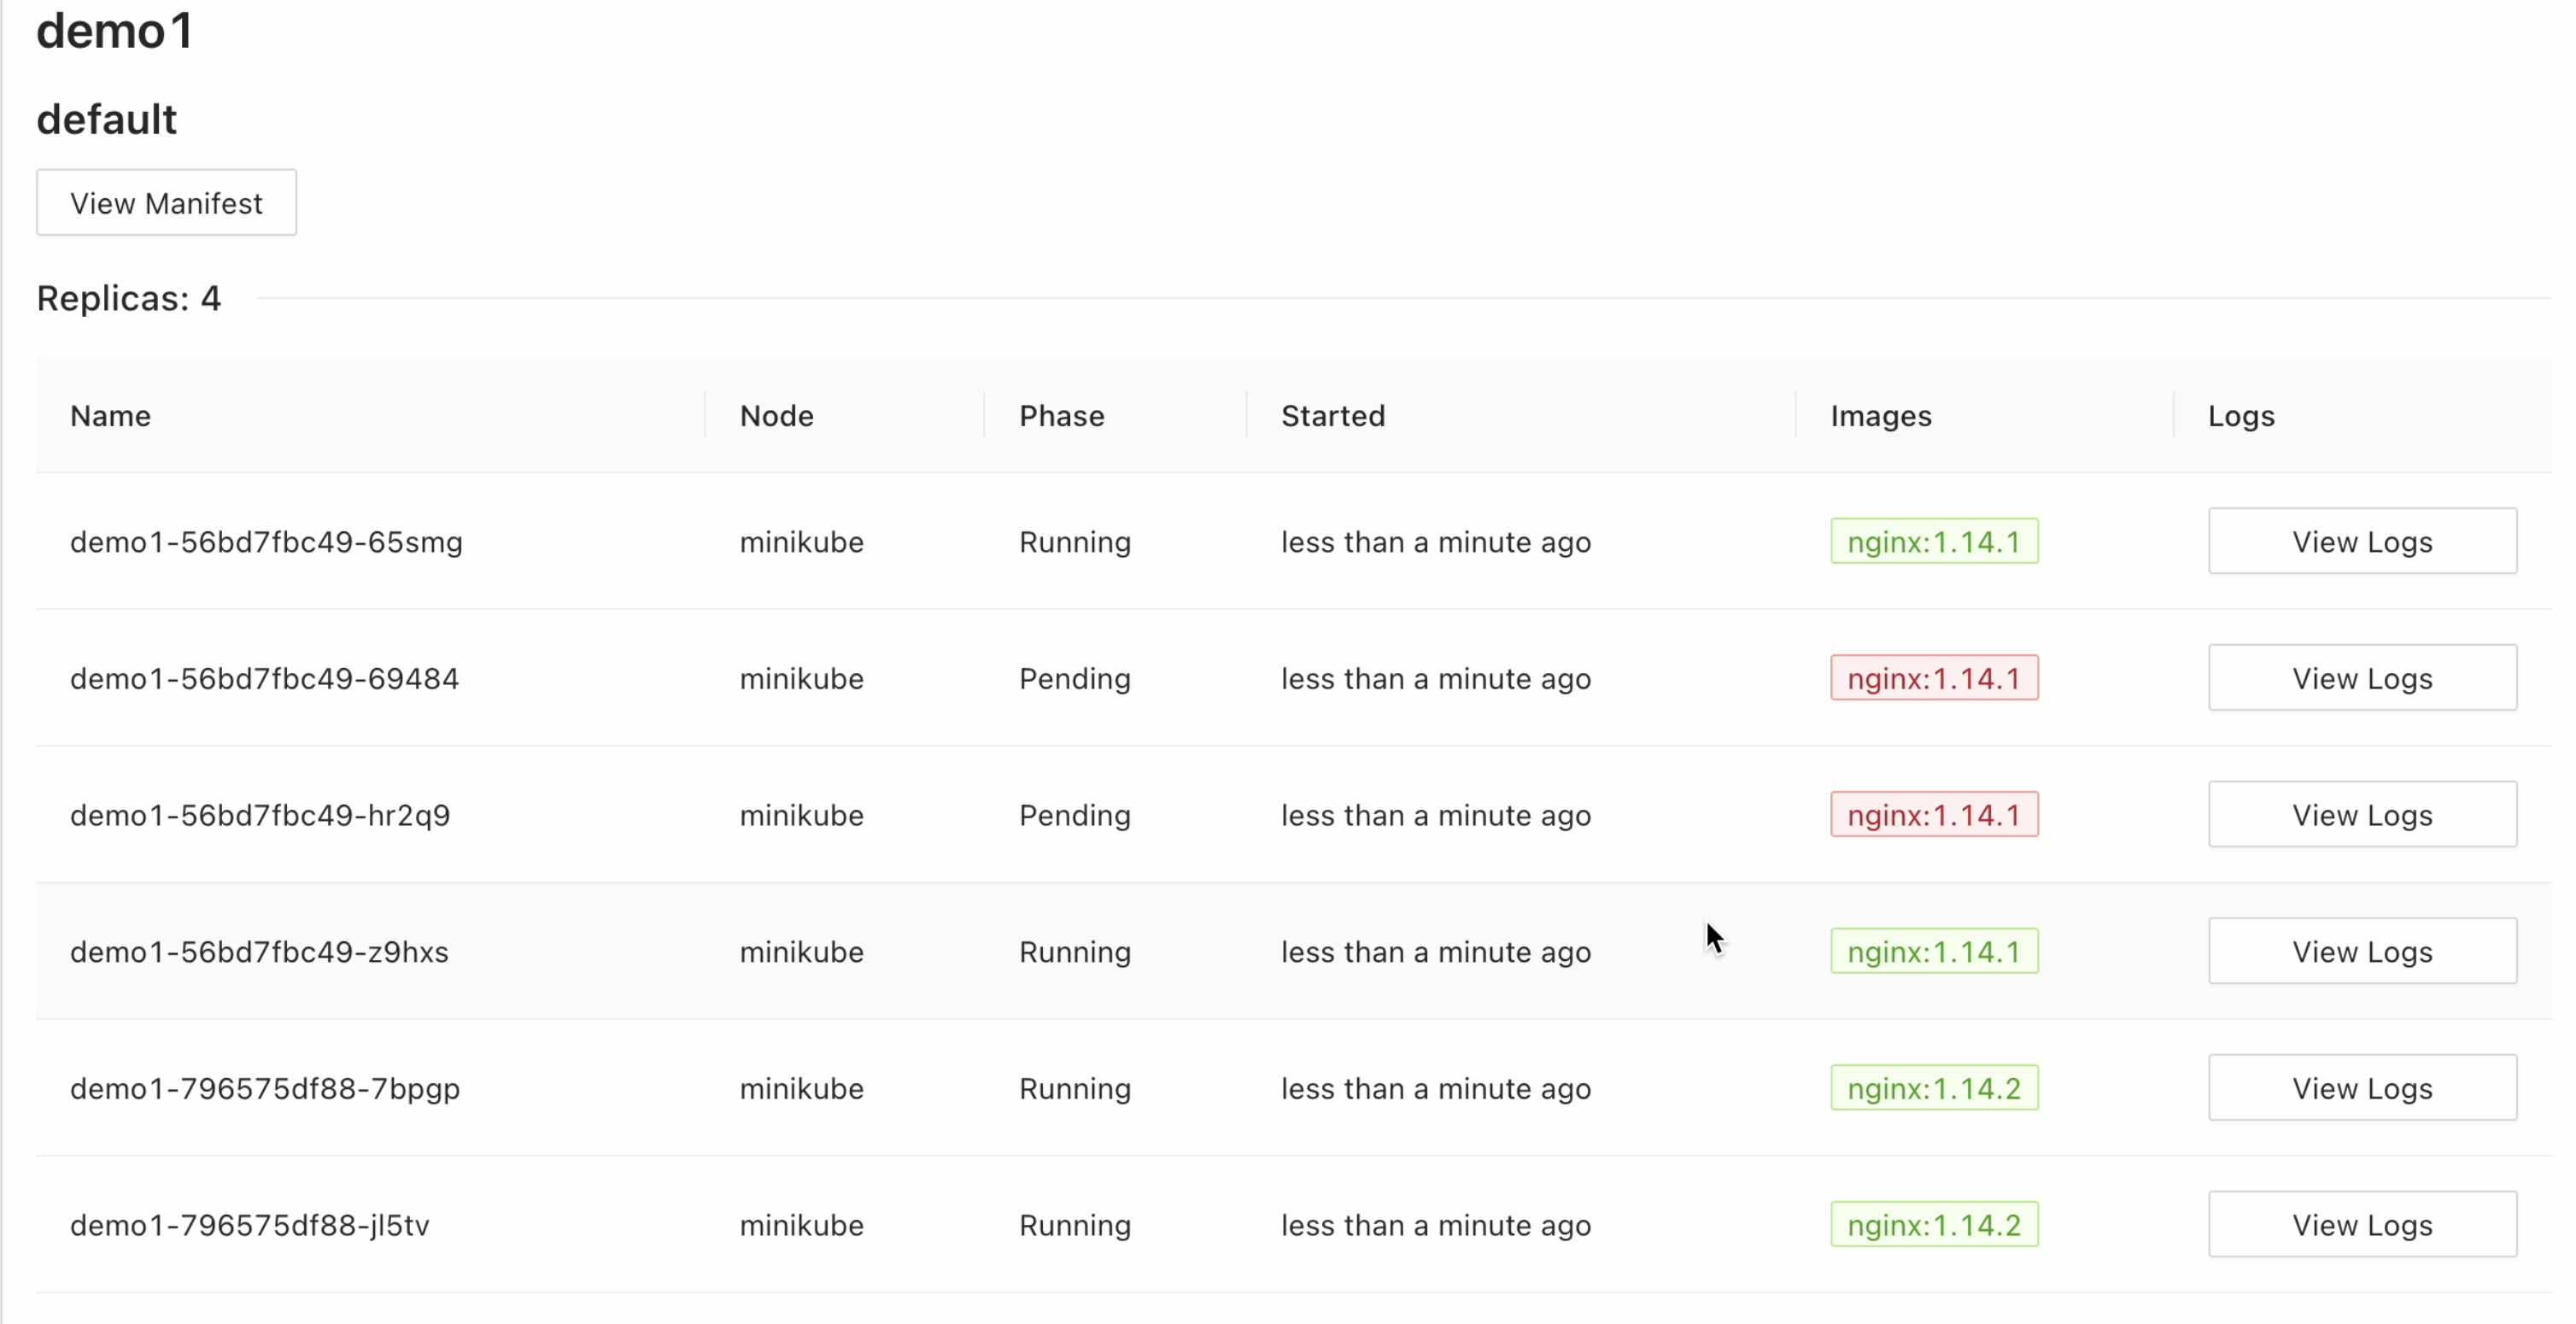 demo1
default
View Manifest
Replicas: 4
Name Node Phase Started Images Logs
demo1-56bd7fbc49-65smg minikube Running less than a minute ago nginx:1.14.1 View Logs
demo1-56bd7fbc49-69484 minikube Pending less than a minute ago nginx:1.14.1 View Logs
demo1-56bd7fbc49-hr2q9 minikube Pending less than a minute ago nginx:1.14.1 View Logs
demo1-56bd7fbc49-z9hxs minikube Running less than a minute ago nginx:1.14.1 View Logs
demo1-796575df88-7bpgp minikube Running less than a minute ago nginx:1.14.2 View Logs
demo1-796575df88-jl5tv minikube Running less than a minute ago nginx:1.14.2 View Logs